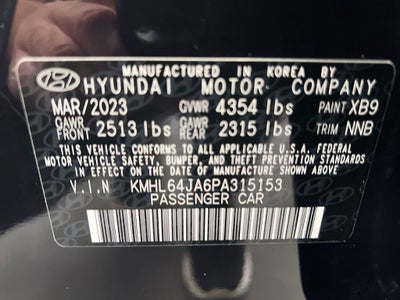 MANUFACTURED IN KOREA BY
HYUNDAI MOTOR COMPANY
MAR/2023 GVWR 4354 lbs PAINT XB9
GAWR FRONT 2513 lbs GAWR REAR 2315 lbs TRIM NNB
THIS VEHICLE CONFORMS TO ALL APPLICABLE U.S.A. FEDERAL
MOTOR VEHICLE SAFETY, BUMPER, AND THEFT PREVENTION STANDARDS
IN EFFECT ON THE DATE OF MANUFACTURE SHOWN ABOVE.
V.I.N KMHL64JA6PA315153
PASSENGER CAR